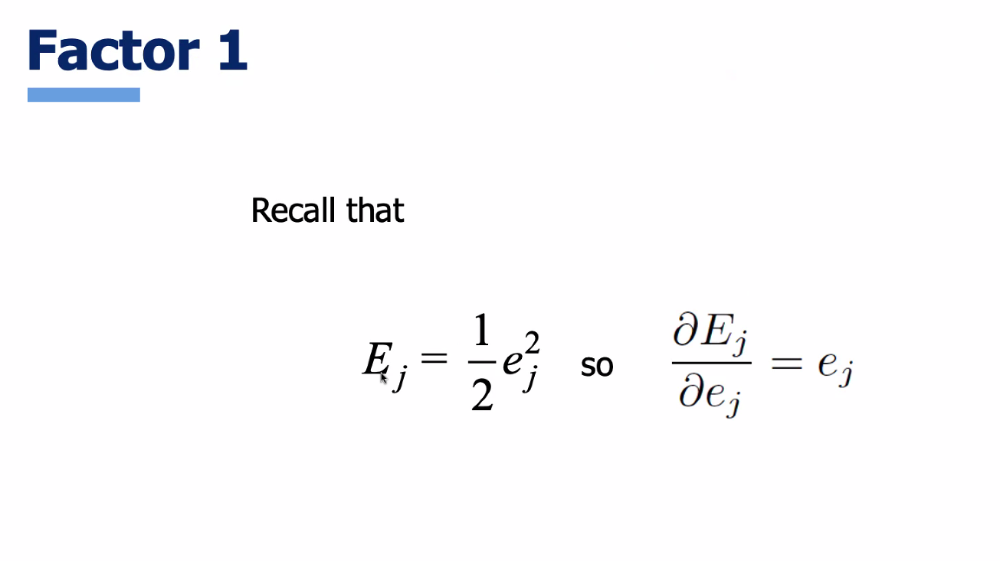 Factor 1
Recall that
E_j = \frac{1}{2} e_j^2 so \frac{\partial E_j}{\partial e_j} = e_j